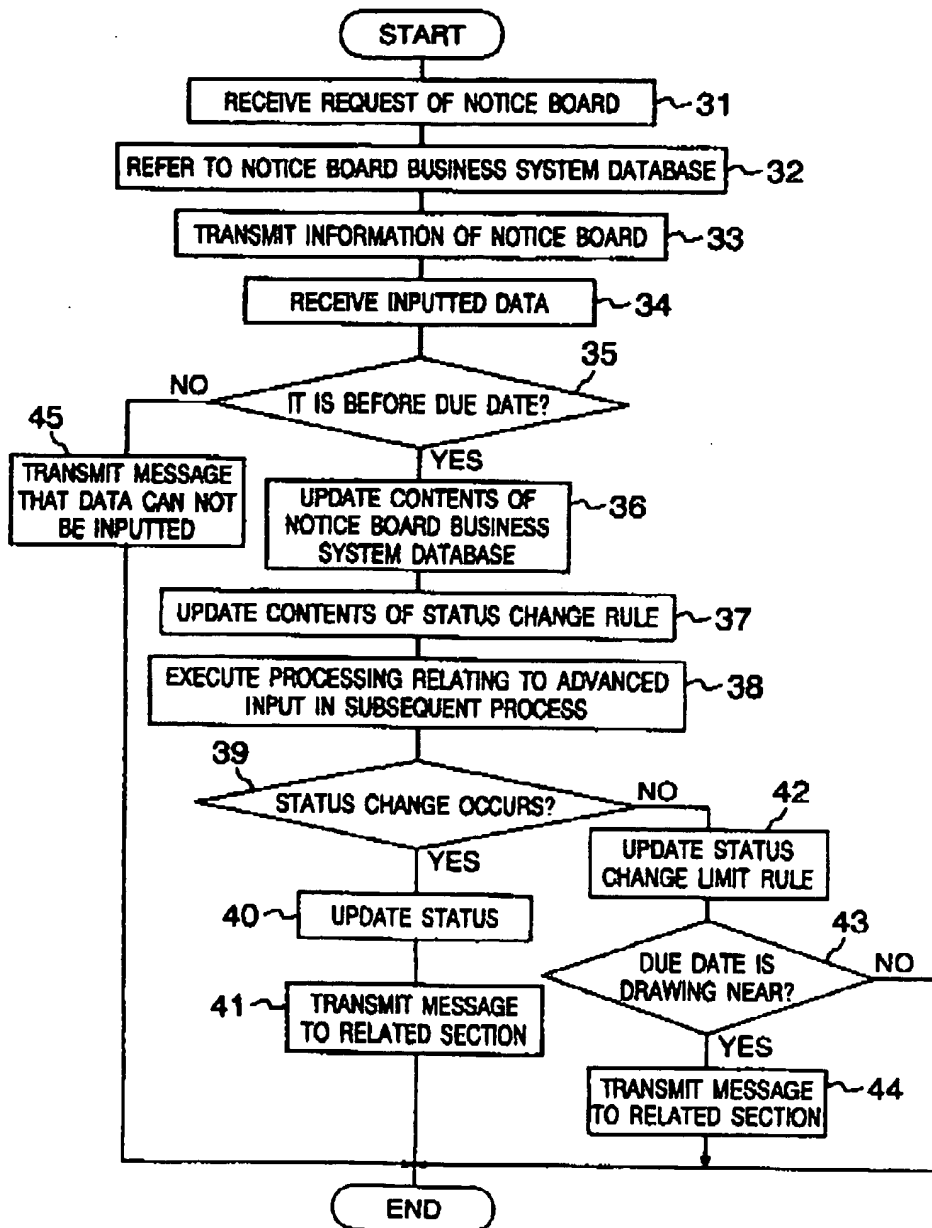 START
RECEIVE REQUEST OF NOTICE BOARD
31
REFER TO NOTICE BOARD BUSINESS SYSTEM DATABASE
32
TRANSMIT INFORMATION OF NOTICE BOARD
33
RECEIVE INPUTTED DATA
34
35
IT IS BEFORE DUE DATE?
NO
YES
45
TRANSMIT MESSAGE
THAT DATA CAN NOT
BE INPUTTED
UPDATE CONTENTS OF
NOTICE BOARD BUSINESS
SYSTEM DATABASE
36
UPDATE CONTENTS OF STATUS CHANGE RULE
37
EXECUTE PROCESSING RELATING TO ADVANCED
INPUT IN SUBSEQUENT PROCESS
38
39
STATUS CHANGE OCCURS?
NO
YES
42
UPDATE STATUS
CHANGE LIMIT RULE
40
UPDATE STATUS
43
DUE DATE IS
DRAWING NEAR?
NO
YES
41
TRANSMIT MESSAGE
TO RELATED SECTION
TRANSMIT MESSAGE
TO RELATED SECTION
44
END